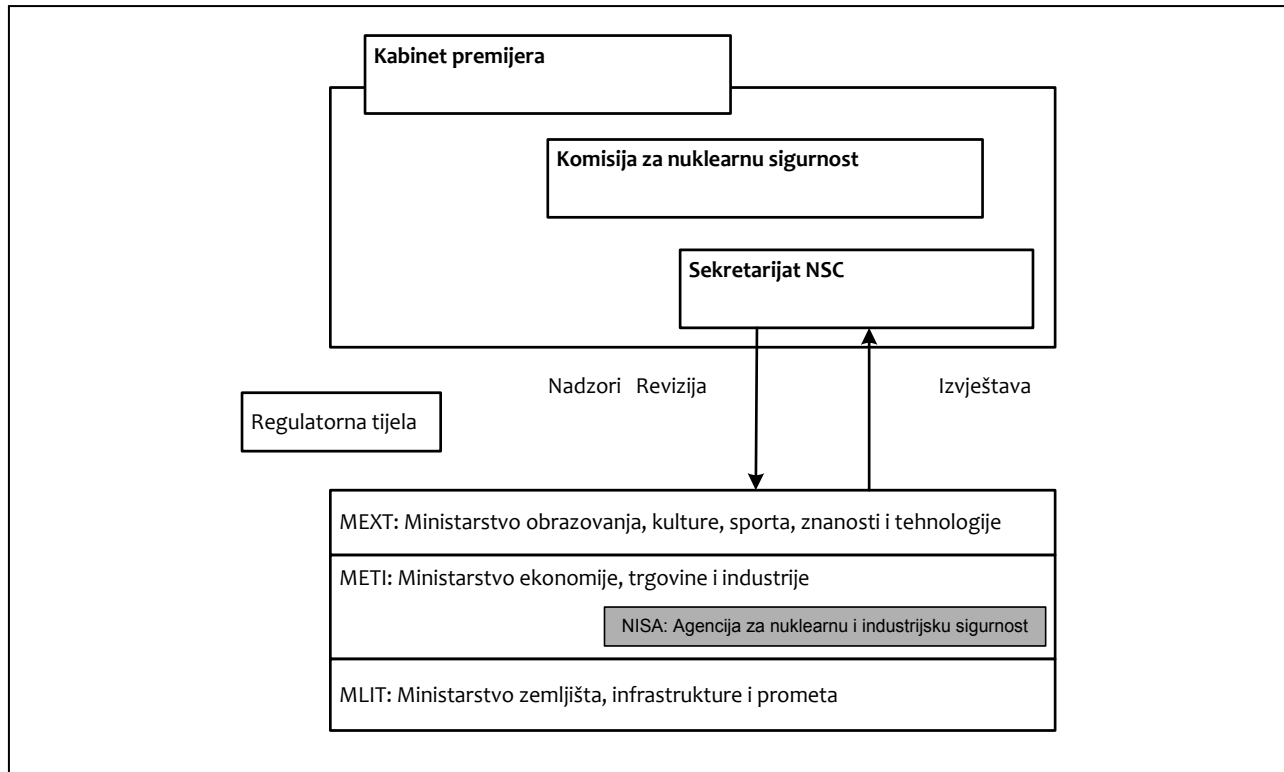 Kabinet premijera
Komisija za nuklearnu sigurnost
Sekretarijat NSC
Nadzori Revizija
Izvještava
Regulatorna tijela
MEXT: Ministarstvo obrazovanja, kulture, sporta, znanosti i tehnologije
METI: Ministarstvo ekonomije, trgovine i industrije
NISA: Agencija za nuklearnu i industrijsku sigurnost
MLIT: Ministarstvo zemljišta, infrastrukture i prometa